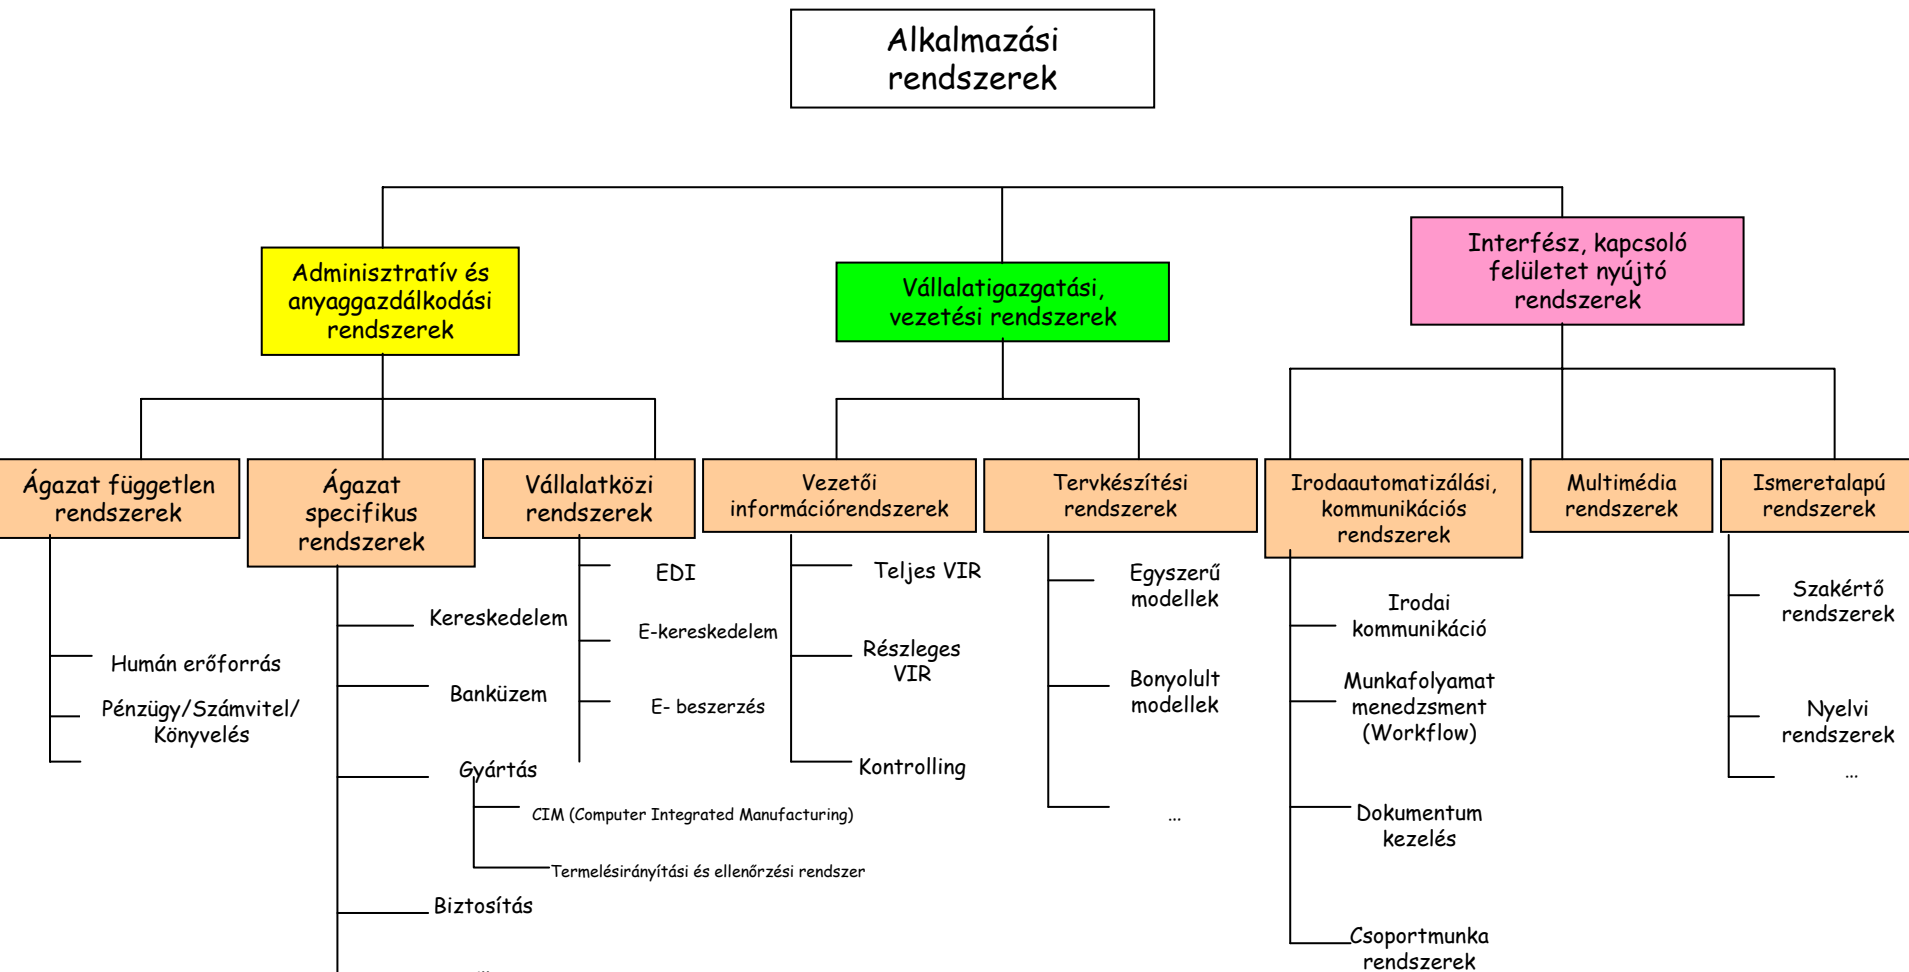 Alkalmazási
rendszerek
Adminisztratív és
anyaggazdálkodási
rendszerek
Vállalatigazgatási,
vezetési rendszerek
Interfész, kapcsoló
felületet nyújtó
rendszerek
Ágazat független
rendszerek
Humán erőforrás
Pénzügy/Számvitel/
Könyvelés
Ágazat
specifikus
rendszerek
Kereskedelem
Banküzem
Gyártás
CIM (Computer Integrated Manufacturing)
Termelésirányítási és ellenőrzési rendszer
Biztosítás
Vállalatközi
rendszerek
EDI
E-kereskedelem
E- beszerzés
Vezetői
információrendszerek
Teljes VIR
Részleges
VIR
Kontrolling
Tervkészítési
rendszerek
Egyszerű
modellek
Bonyolult
modellek
...
Irodaautomatizálási,
kommunikációs
rendszerek
Irodai
kommunikáció
Munkafolyamat
menedzsment
(Workflow)
Dokumentum
kezelés
Csoportmunka
rendszerek
Multimédia
rendszerek
Ismeretalapú
rendszerek
Szakértő
rendszerek
Nyelvi
rendszerek
...